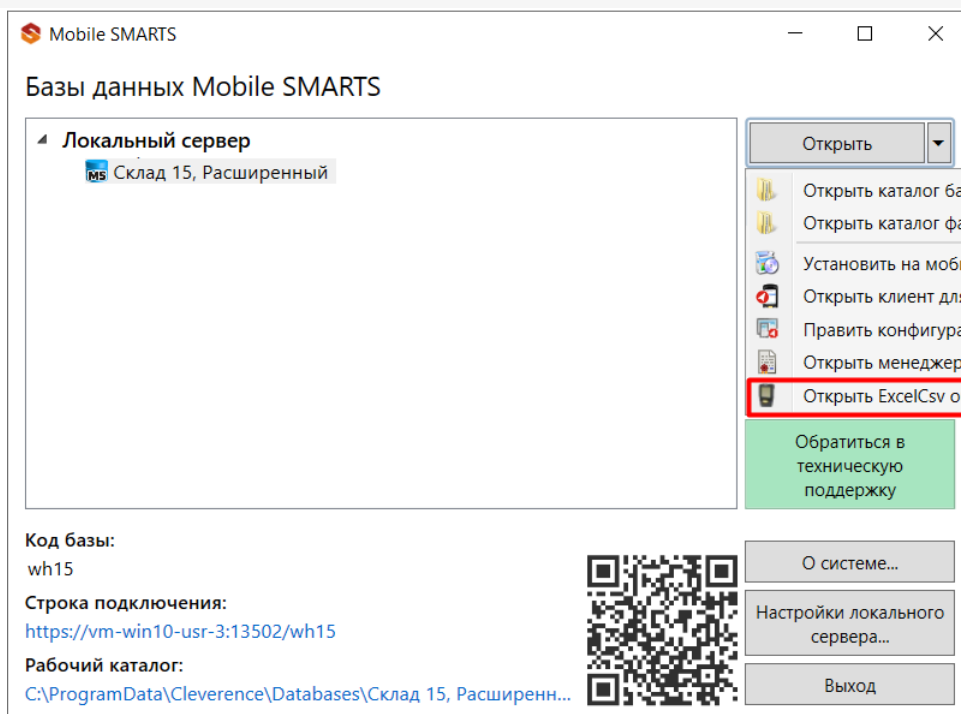 Mobile SMARTS
Базы данных Mobile SMARTS
Локальный сервер
MS Склад 15, Расширенный
Открыть
Открыть каталог ба
Открыть каталог фа
Установить на моби
Открыть клиент для
Править конфигура
Открыть менеджер
Открыть ExcelCsv о
Обратиться в
техническую
поддержку
Код базы:
wh15
Строка подключения:
https://vm-win10-usr-3:13502/wh15
Рабочий каталог:
C:\ProgramData\Cleverence\Databases\Склад 15, Расширенн...
О системе...
Настройки локального
сервера...
Выход